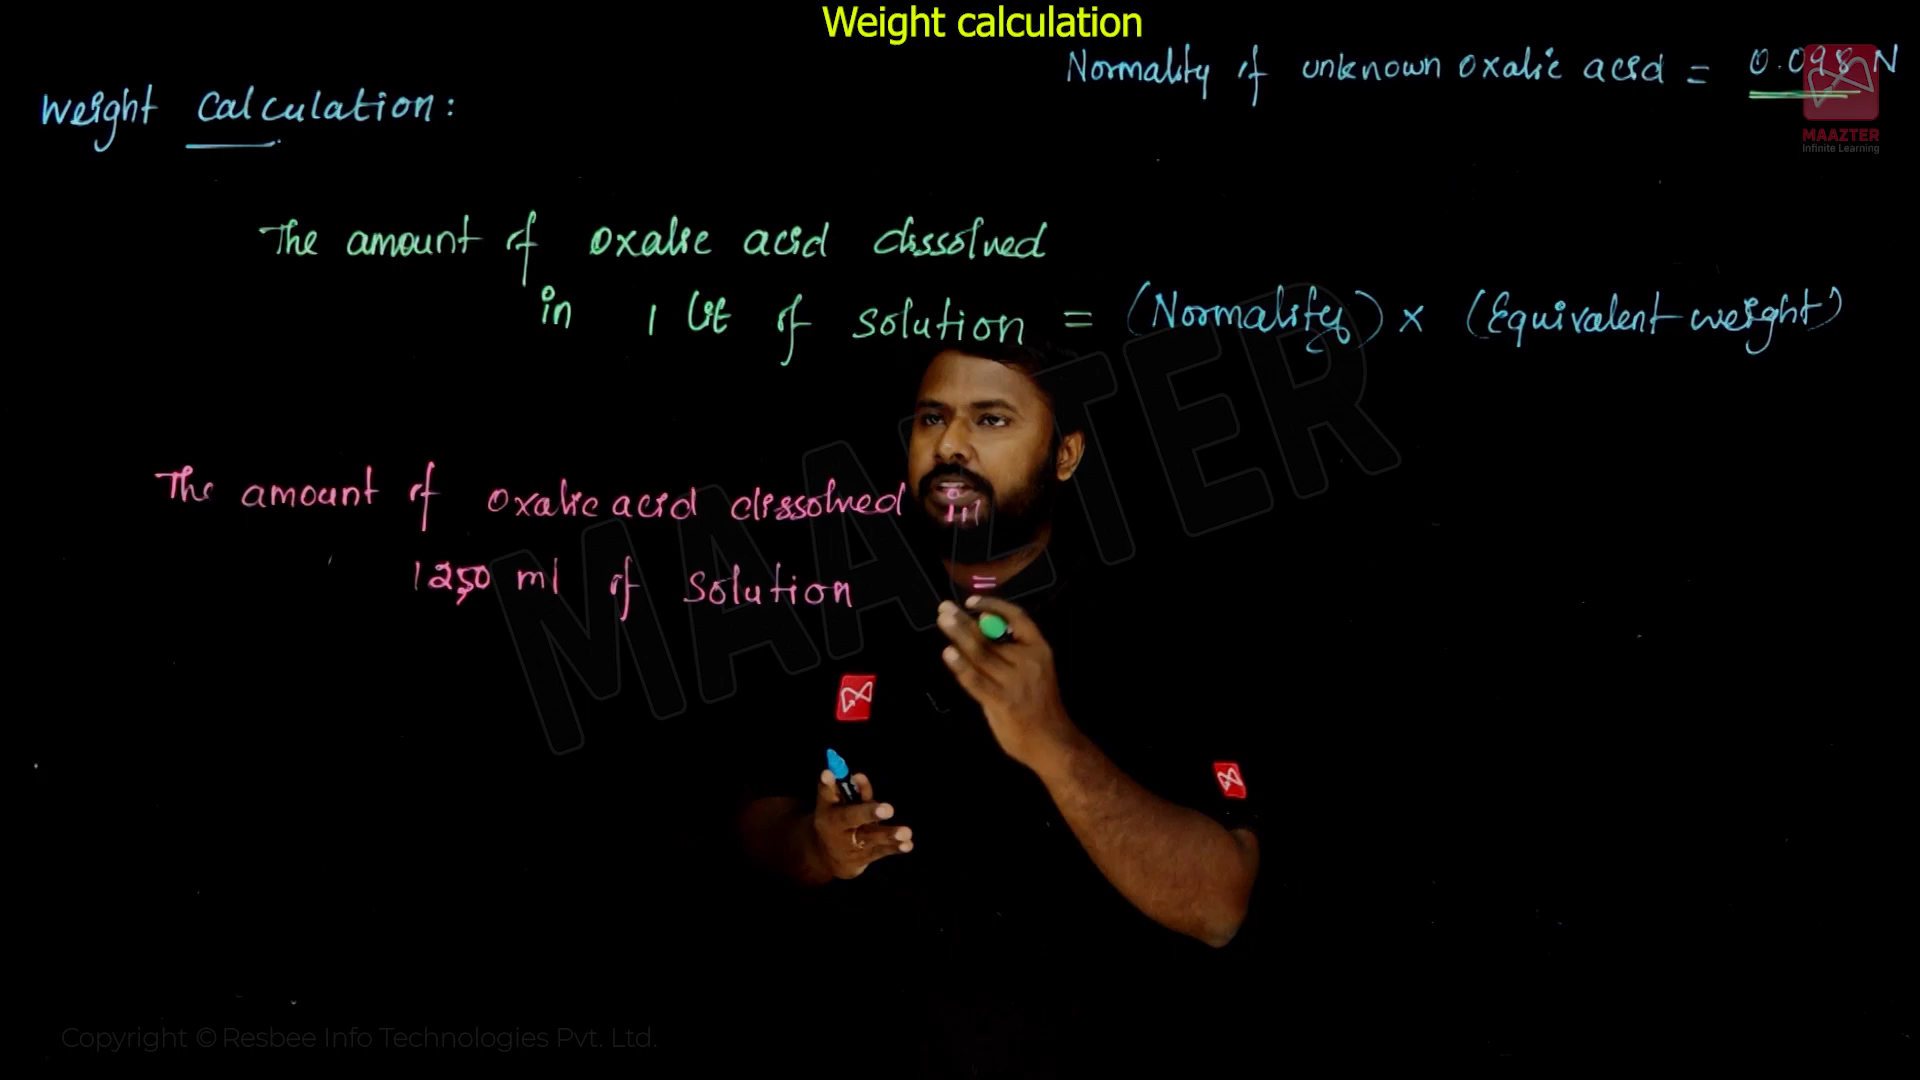 Weight calculation
Normality of unknown oxalic acid = 0.098 N
Weight Calculation:
MAAZTER
Infinite Learning
The amount of oxalic acid dissolved
in 1 lit of solution = (Normality) x (Equivalent weight)
MAAZTER
The amount of oxalic acid dissolved in
1250 ml of solution =
Copyright © Resbee Info Technologies Pvt. Ltd.